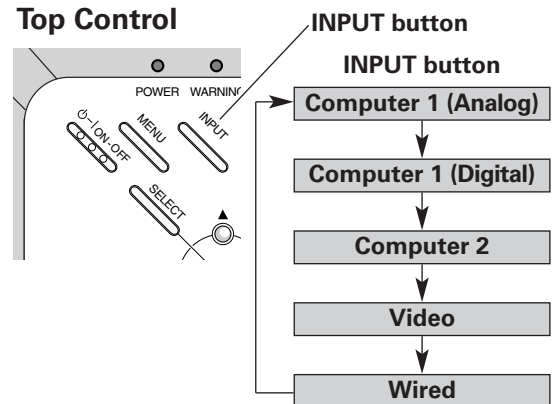 Top Control
INPUT button
INPUT button
POWER WARNING
ON-OFF
MENU
INPUT
SELECT
Computer 1 (Analog)
Computer 1 (Digital)
Computer 2
Video
Wired